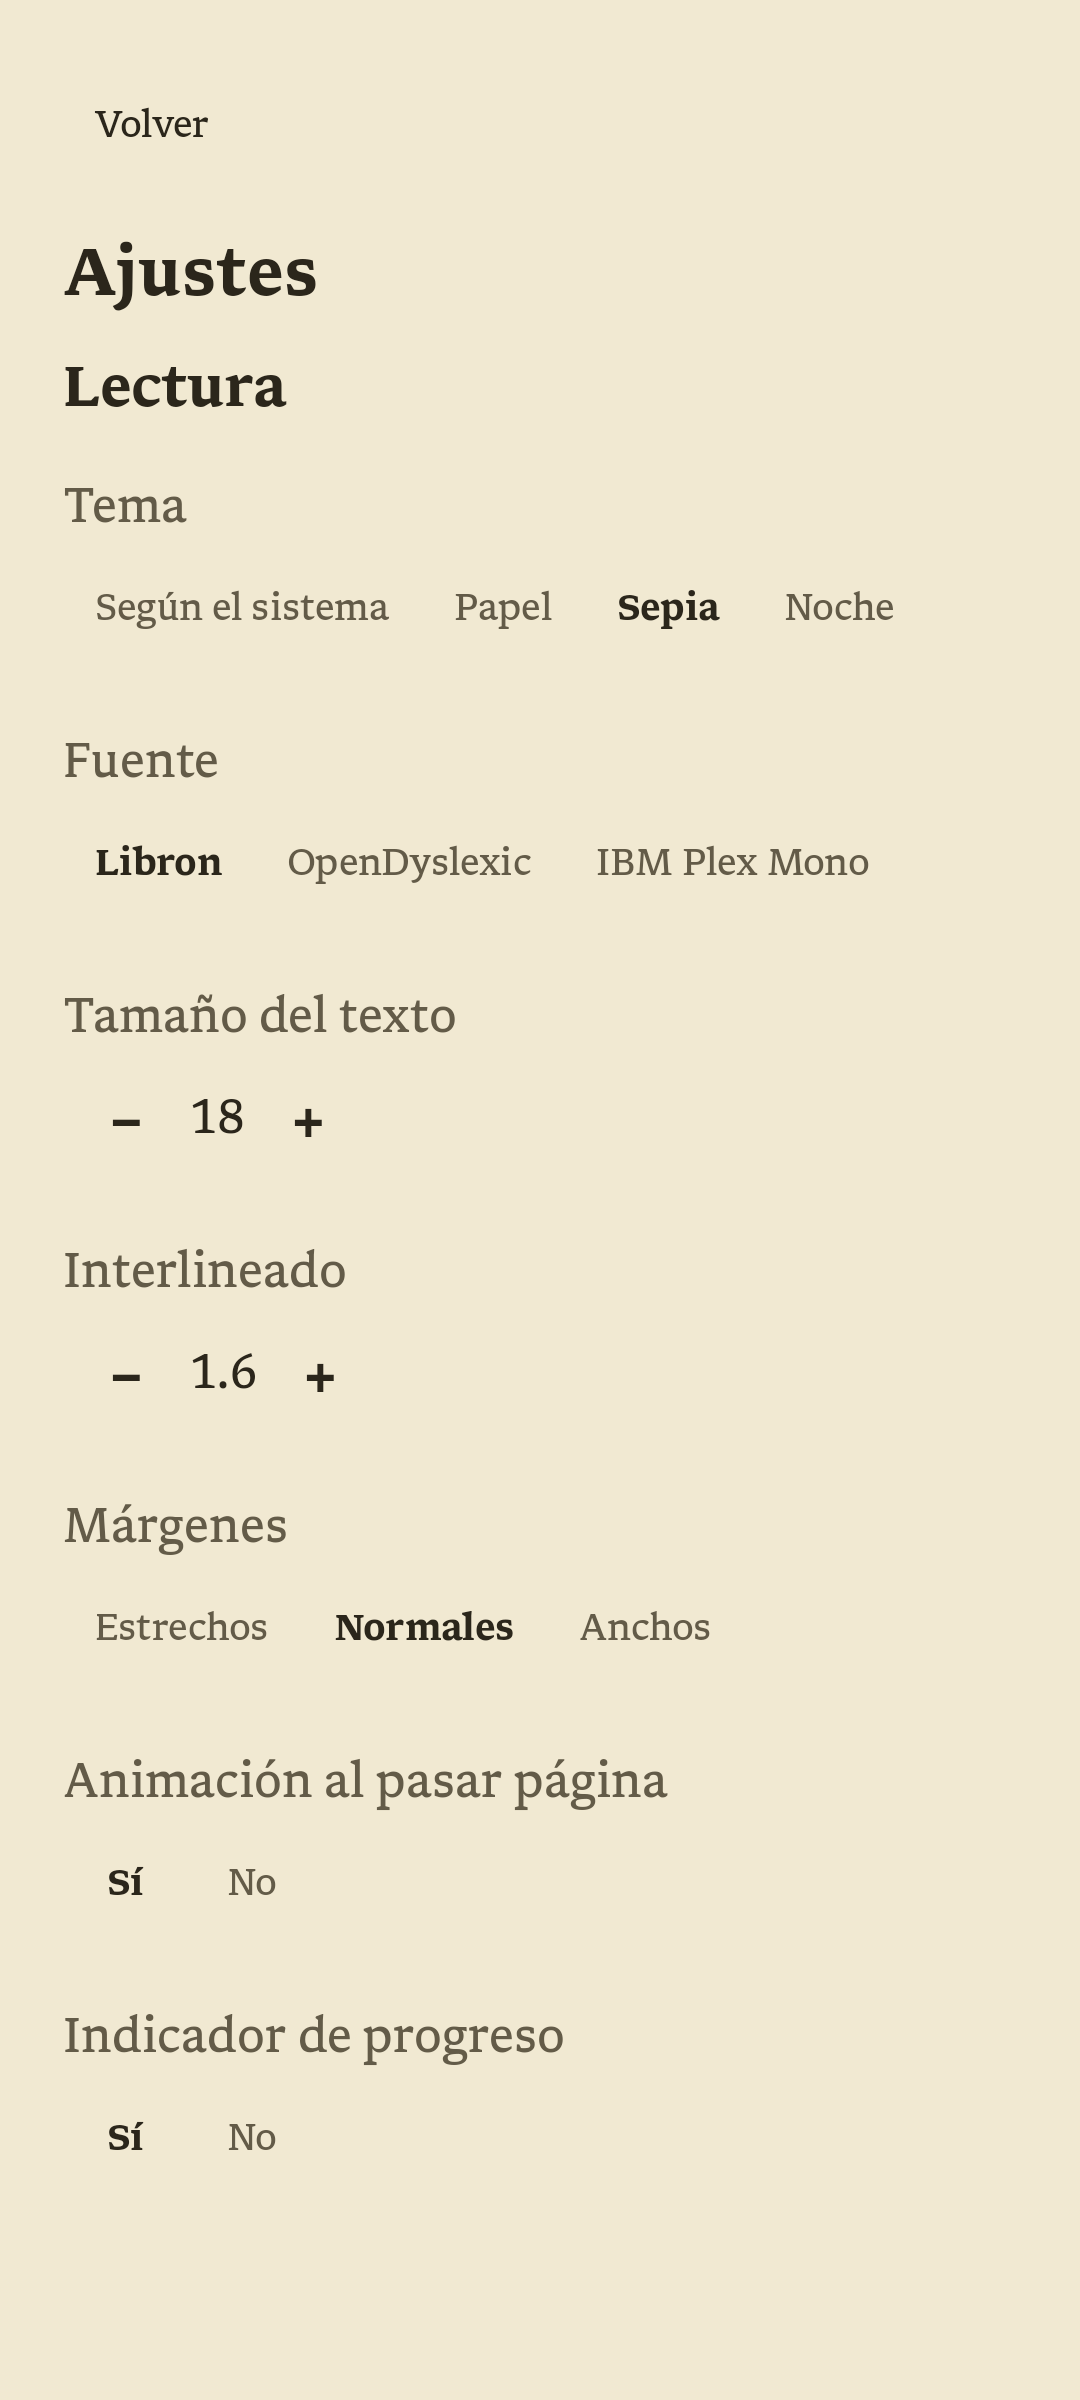 Volver
Ajustes
Lectura
Tema
Según el sistema Papel Sepia Noche
Fuente
Libron OpenDyslexic IBM Plex Mono
Tamaño del texto
– 18 +
Interlineado
– 1.6 +
Márgenes
Estrechos Normales Anchos
Animación al pasar página
Sí No
Indicador de progreso
Sí No